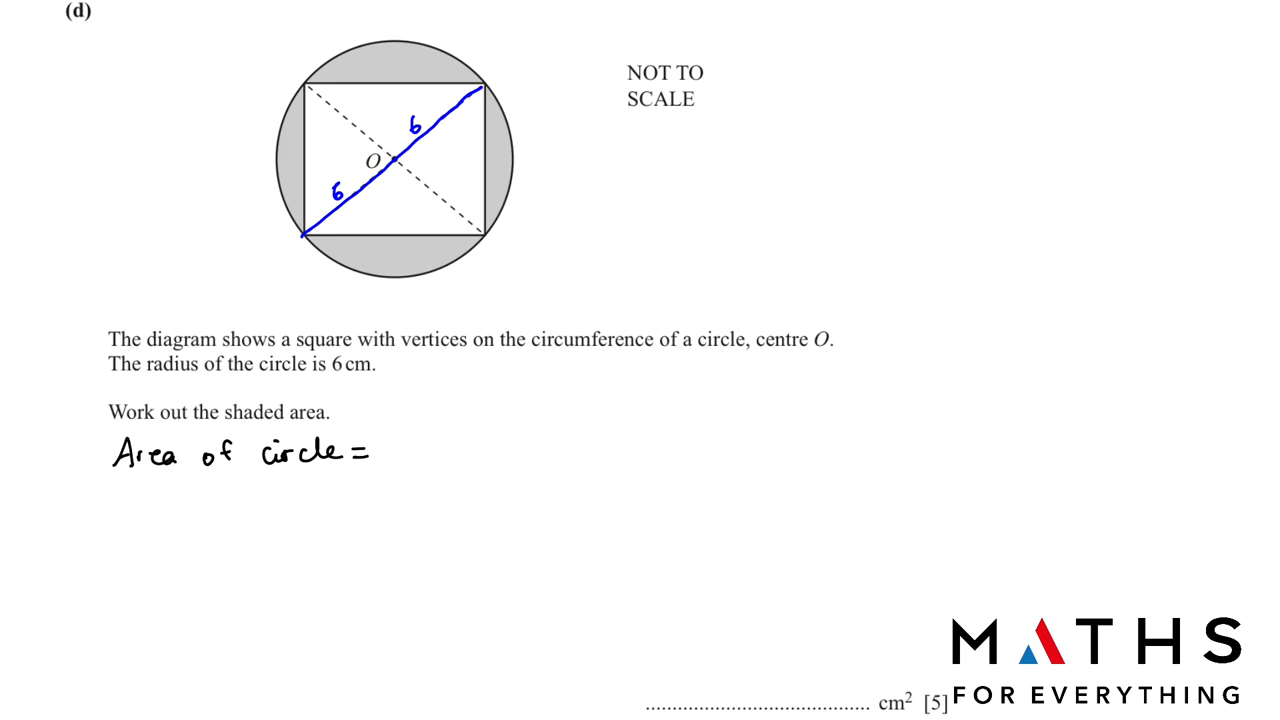 (d)
NOT TO
SCALE
6
O
6
The diagram shows a square with vertices on the circumference of a circle, centre O.
The radius of the circle is 6 cm.
Work out the shaded area.
Area of circle =
MATHS
FOR EVERYTHING
.......................................... cm² [5]